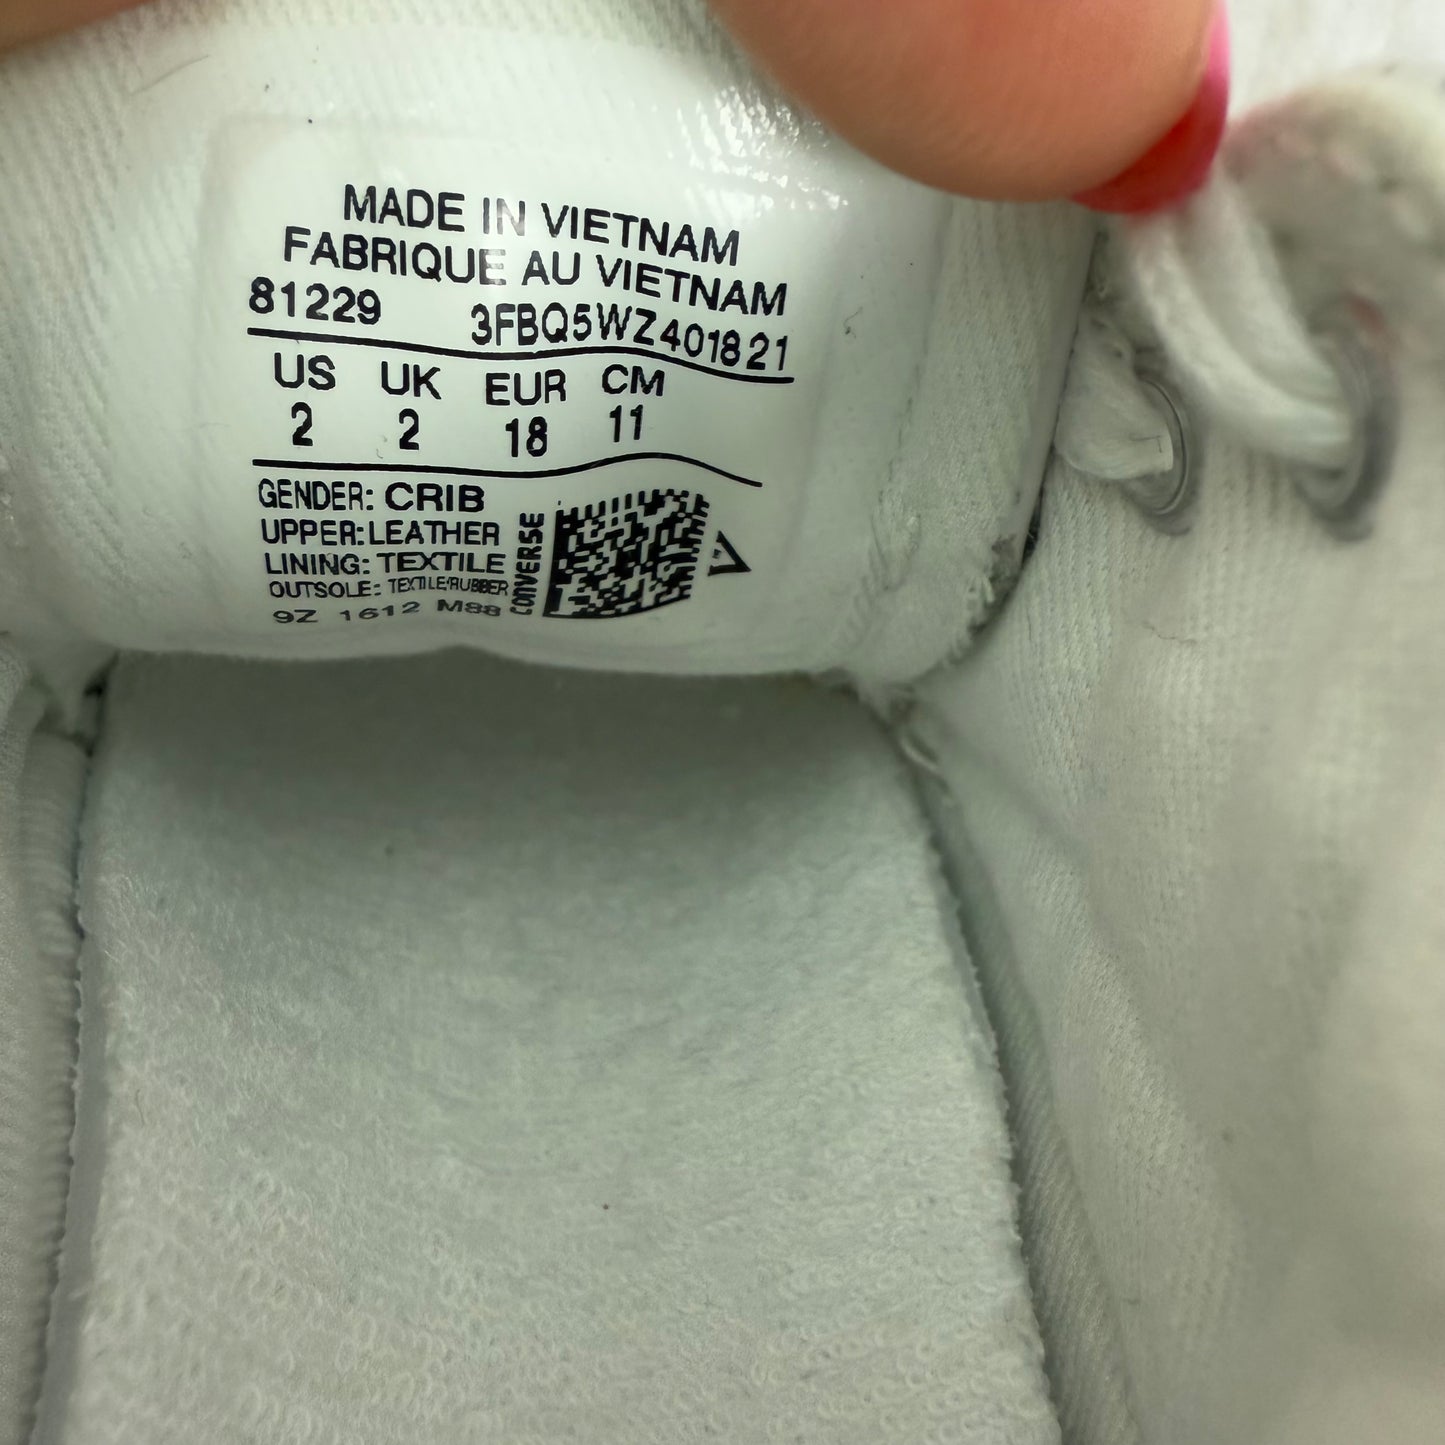 MADE IN VIETNAM
FABRIQUE AU VIETNAM
81229 3FBQ5WZ401821
US UK EUR CM
2 2 18 11
GENDER: CRIB
UPPER: LEATHER
LINING: TEXTILE
OUTSOLE: TEXTILE/RUBBER
9Z 1612 M88
CONVERSE